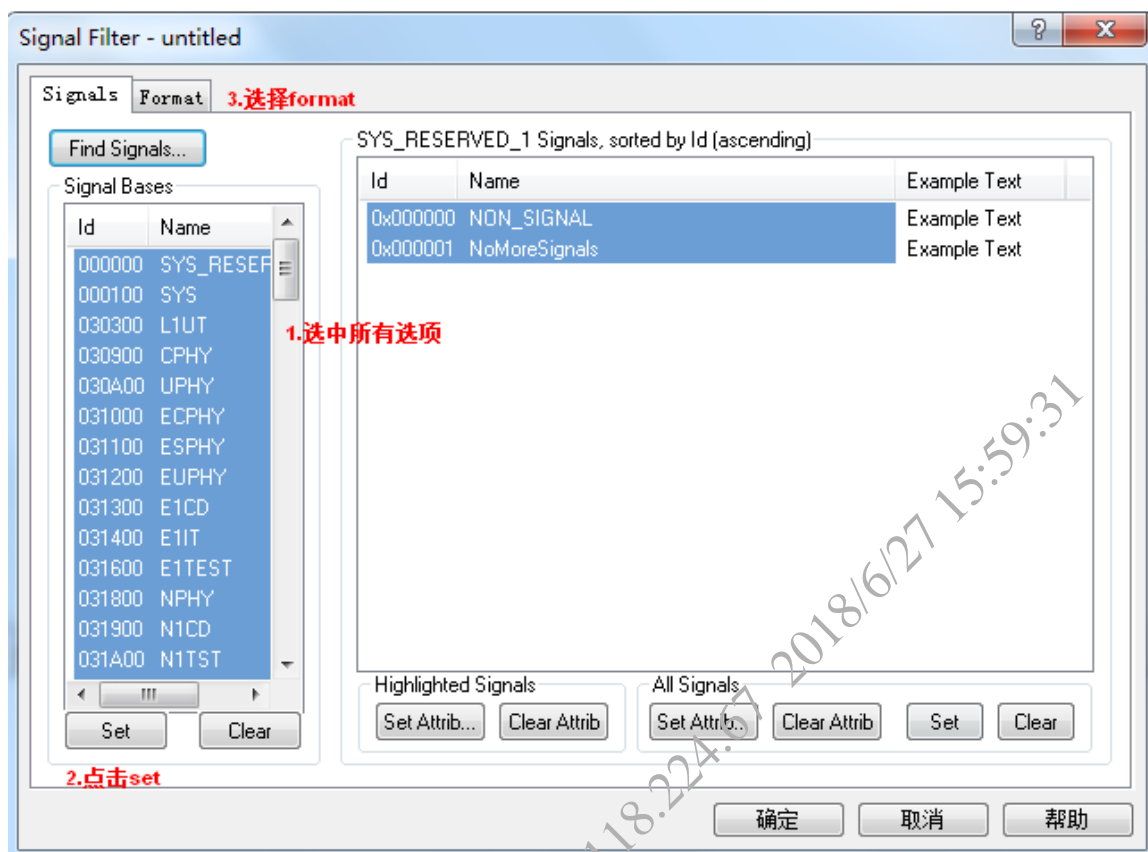 Signal Filter - untitled
Signals Format 3.选择format
Find Signals...
Signal Bases
Id Name
000000 SYS_RESER
000100 SYS
030300 L1UT
030900 CPHY
030A00 UPHY
031000 ECPHY
031100 ESPHY
031200 EUPHY
031300 E1CD
031400 E1IT
031600 E1TEST
031800 NPHY
031900 N1CD
031A00 N1TST
Set Clear
2.点击set
1.选中所有选项
SYS_RESERVED_1 Signals, sorted by Id (ascending)
Id Name Example Text
0x000000 NON_SIGNAL Example Text
0x000001 NoMoreSignals Example Text
Highlighted Signals
Set Attrib... Clear Attrib
All Signals
Set Attrib... Clear Attrib Set Clear
确定 取消 帮助
118.224.67 2018/6/27 15:59:31